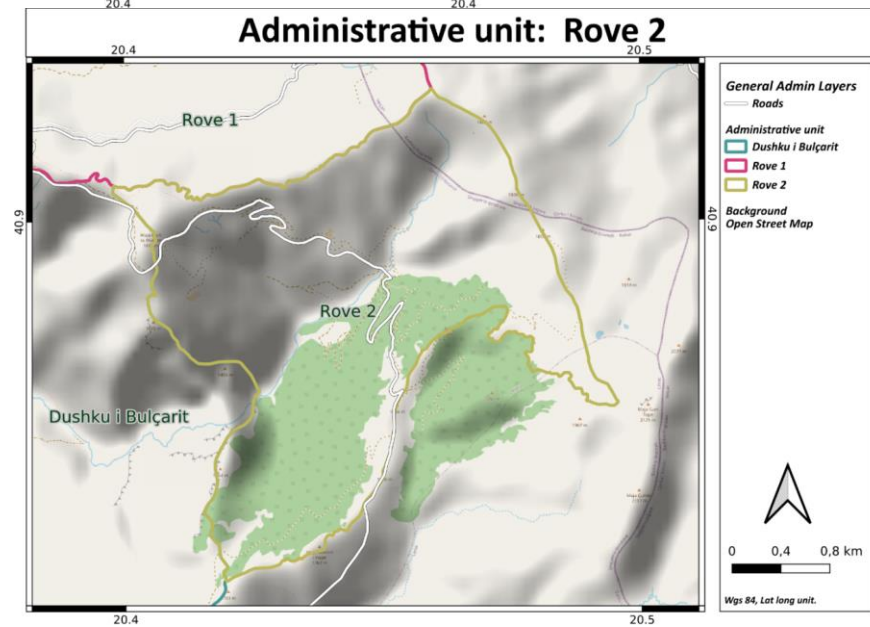 20.4
20.4
Administrative unit: Rove 2
20.4
20.5
General Admin Layers
Roads
Administrative unit
Dushku i Bulçarit
Rove 1
Rove 2
Background
Open Street Map
Rove 1
40.9
40.9
Rove 2
Dushku i Bulçarit
0
0,4
0,8 km
Wgs 84, Lat long unit.
20.4
20.5